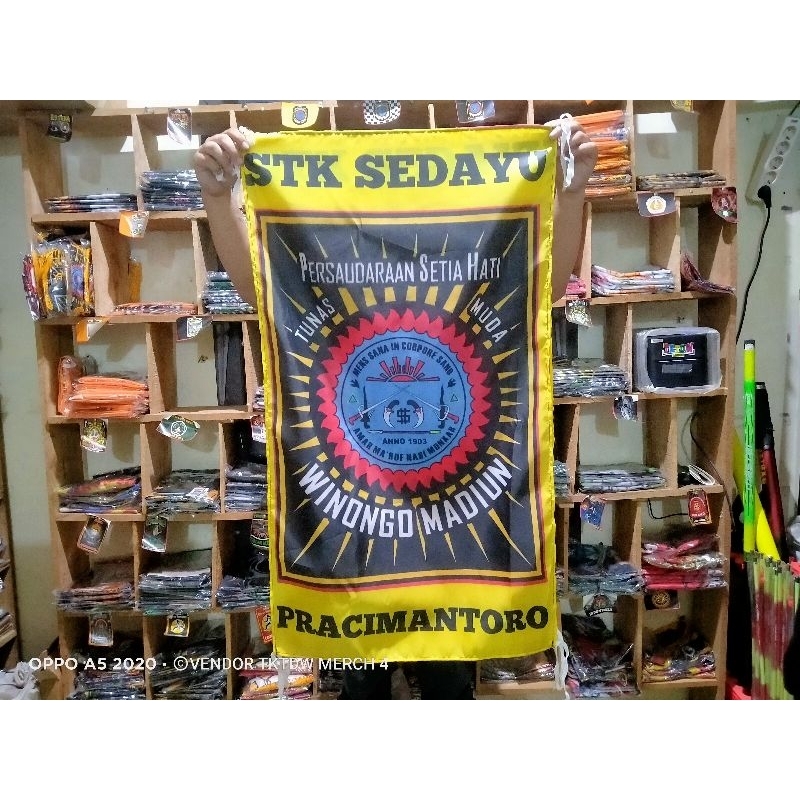 STK SEDAYU
PERSAUDARAAN SETIA HATI
TUNAS MUDA
MENS SANA IN CORPORE SANO
ANNO 1903
AMAR MA'ROF NAHI MUNKAR
WINONGO MADIUN
PRACIMANTORO
OPPO A5 2020 · ©VENDOR TKTDW MERCH 4